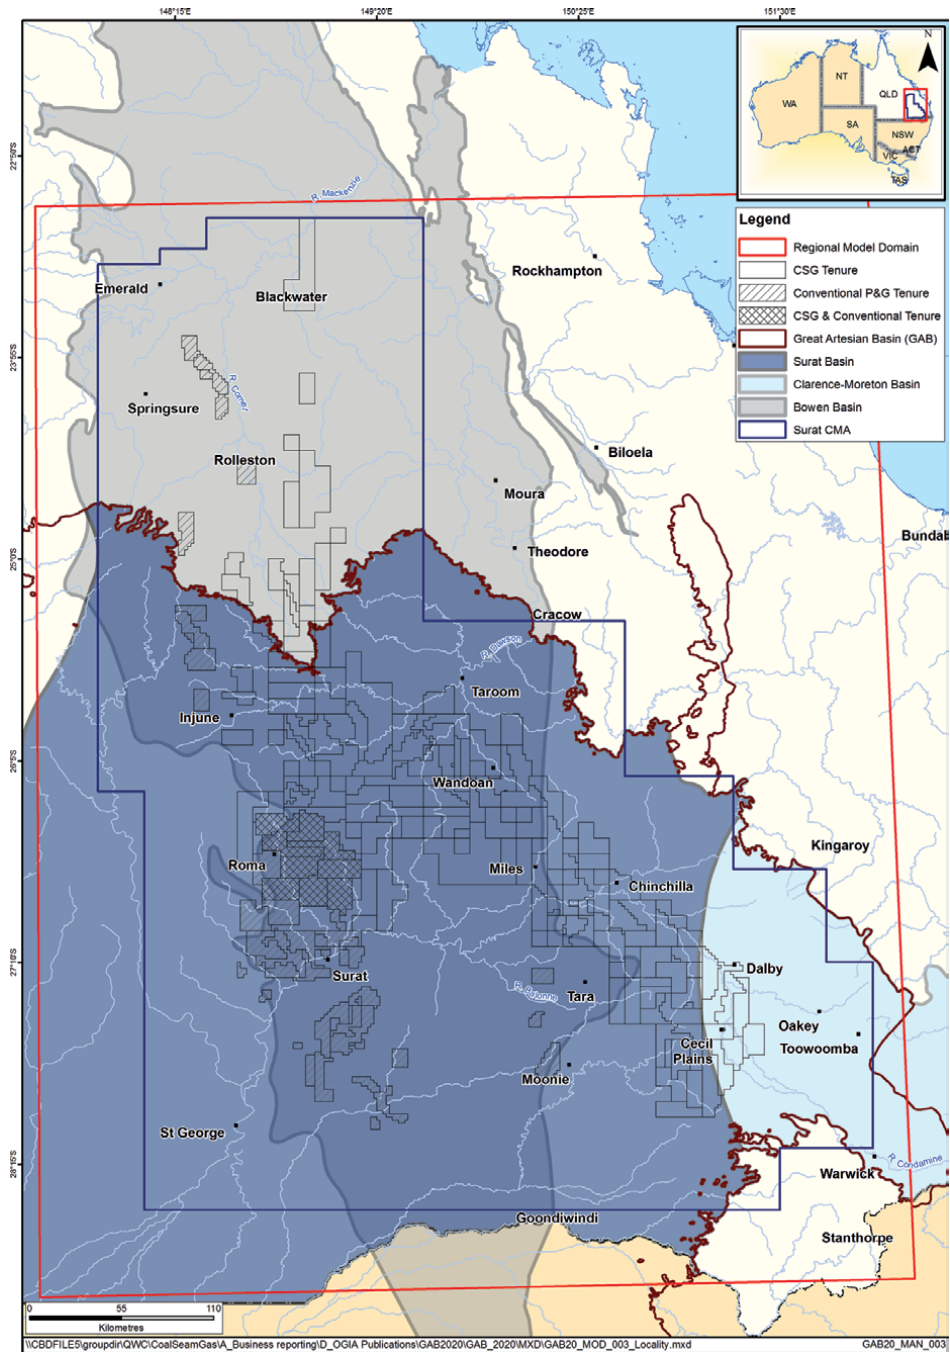 148°15'E
149°20'E
150°25'E
151°30'E
N
NT
QLD
WA
SA
NSW
ACT
VIC
TAS
22°50'S
R. Mackenzie
Legend
Regional Model Domain
CSG Tenure
Conventional P&G Tenure
CSG & Conventional Tenure
Great Artesian Basin (GAB)
Surat Basin
Clarence-Moreton Basin
Bowen Basin
Surat CMA
Rockhampton
Emerald
Blackwater
23°55'S
R. Comet
Springsure
Rolleston
Biloela
Moura
Bundab
Theodore
25°0'S
Cracow
R. Dawson
Taroom
Injune
Wandoan
Kingaroy
Roma
Miles
Chinchilla
27°10'S
Surat
Dalby
R. Balonne
Tara
Oakey
Cecil
Plains
Toowoomba
Moonie
St George
28°15'S
R. Condamine
Warwick
Goondiwindi
Stanthorpe
0 55 110
Kilometres
\\CBDFILE5\groupdir\QWC\CoalSeamGas\A_Business reporting\D_OGIA Publications\GAB2020\GAB_2020\MXD\GAB20_MOD_003_Locality.mxd
GAB20_MAN_003